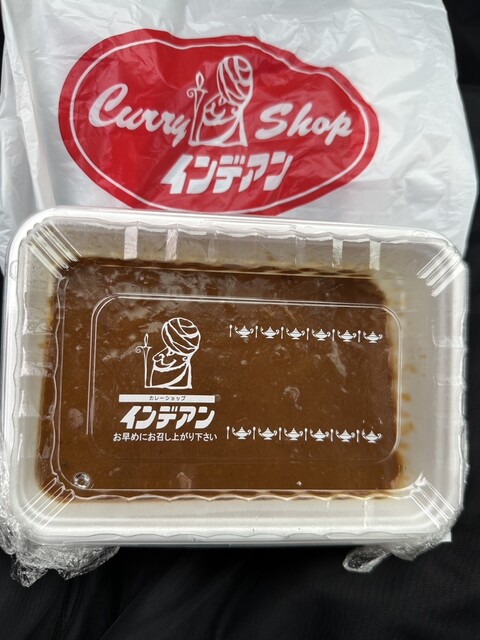 Curry Shop
インデアン
カレーショップ
インデアン
お早めにお召し上がり下さい